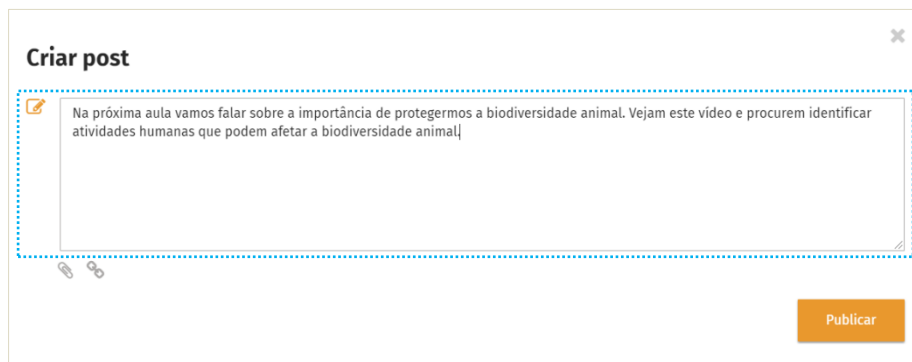 Criar post
Na próxima aula vamos falar sobre a importância de protegermos a biodiversidade animal. Vejam este vídeo e procurem identificar
atividades humanas que podem afetar a biodiversidade animal.
Publicar